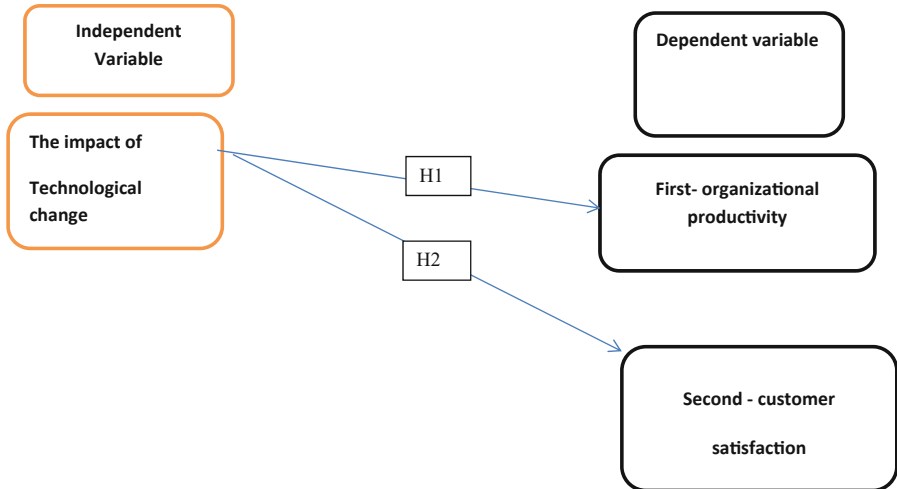 Independent
Variable
Dependent variable
The impact of
Technological
change
H1
First- organizational
productivity
H2
Second - customer
satisfaction